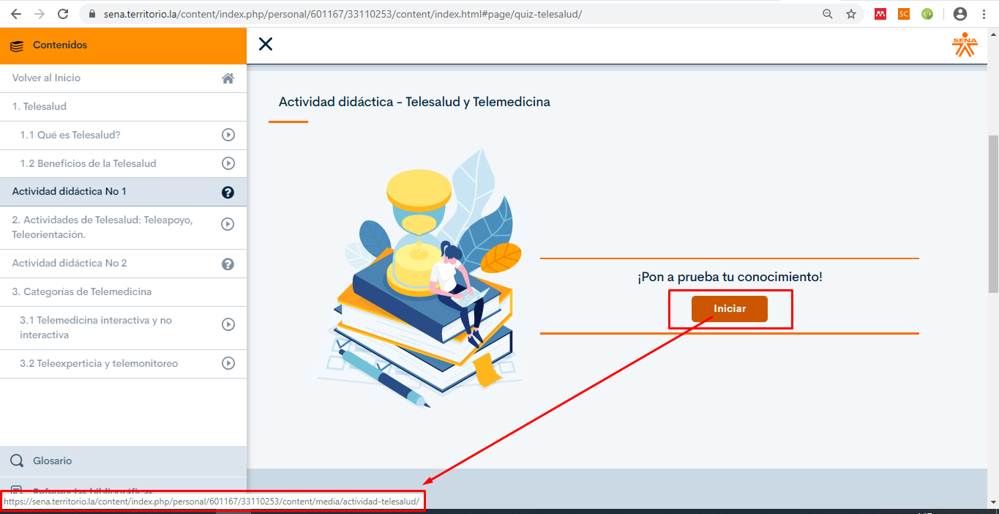 sena.territorio.la/content/index.php/personal/601167/33110253/content/index.html#page/quiz-telesalud/
SC
Contenidos
SENA
Volver al Inicio
1. Telesalud
1.1 Qué es Telesalud?
1.2 Beneficios de la Telesalud
Actividad didáctica No 1
2. Actividades de Telesalud: Teleapoyo,
Teleorientación.
Actividad didáctica No 2
3. Categorías de Telemedicina
3.1 Telemedicina interactiva y no
interactiva
3.2 Teleexperticia y telemonitoreo
Glosario
Referencias bibliográficas
https://sena.territorio.la/content/index.php/personal/601167/33110253/content/media/actividad-telesalud/
Actividad didáctica - Telesalud y Telemedicina
¡Pon a prueba tu conocimiento!
Iniciar